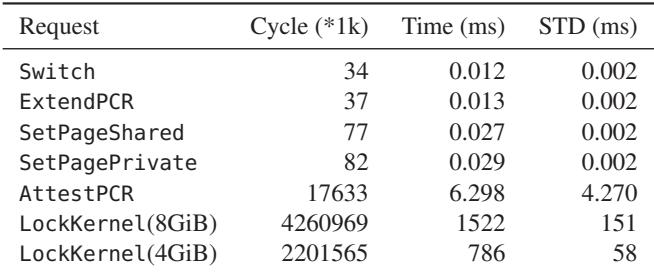 Request Cycle (*1k) Time (ms) STD (ms)
Switch 34 0.012 0.002
ExtendPCR 37 0.013 0.002
SetPageShared 77 0.027 0.002
SetPagePrivate 82 0.029 0.002
AttestPCR 17633 6.298 4.270
LockKernel(8GiB) 4260969 1522 151
LockKernel(4GiB) 2201565 786 58